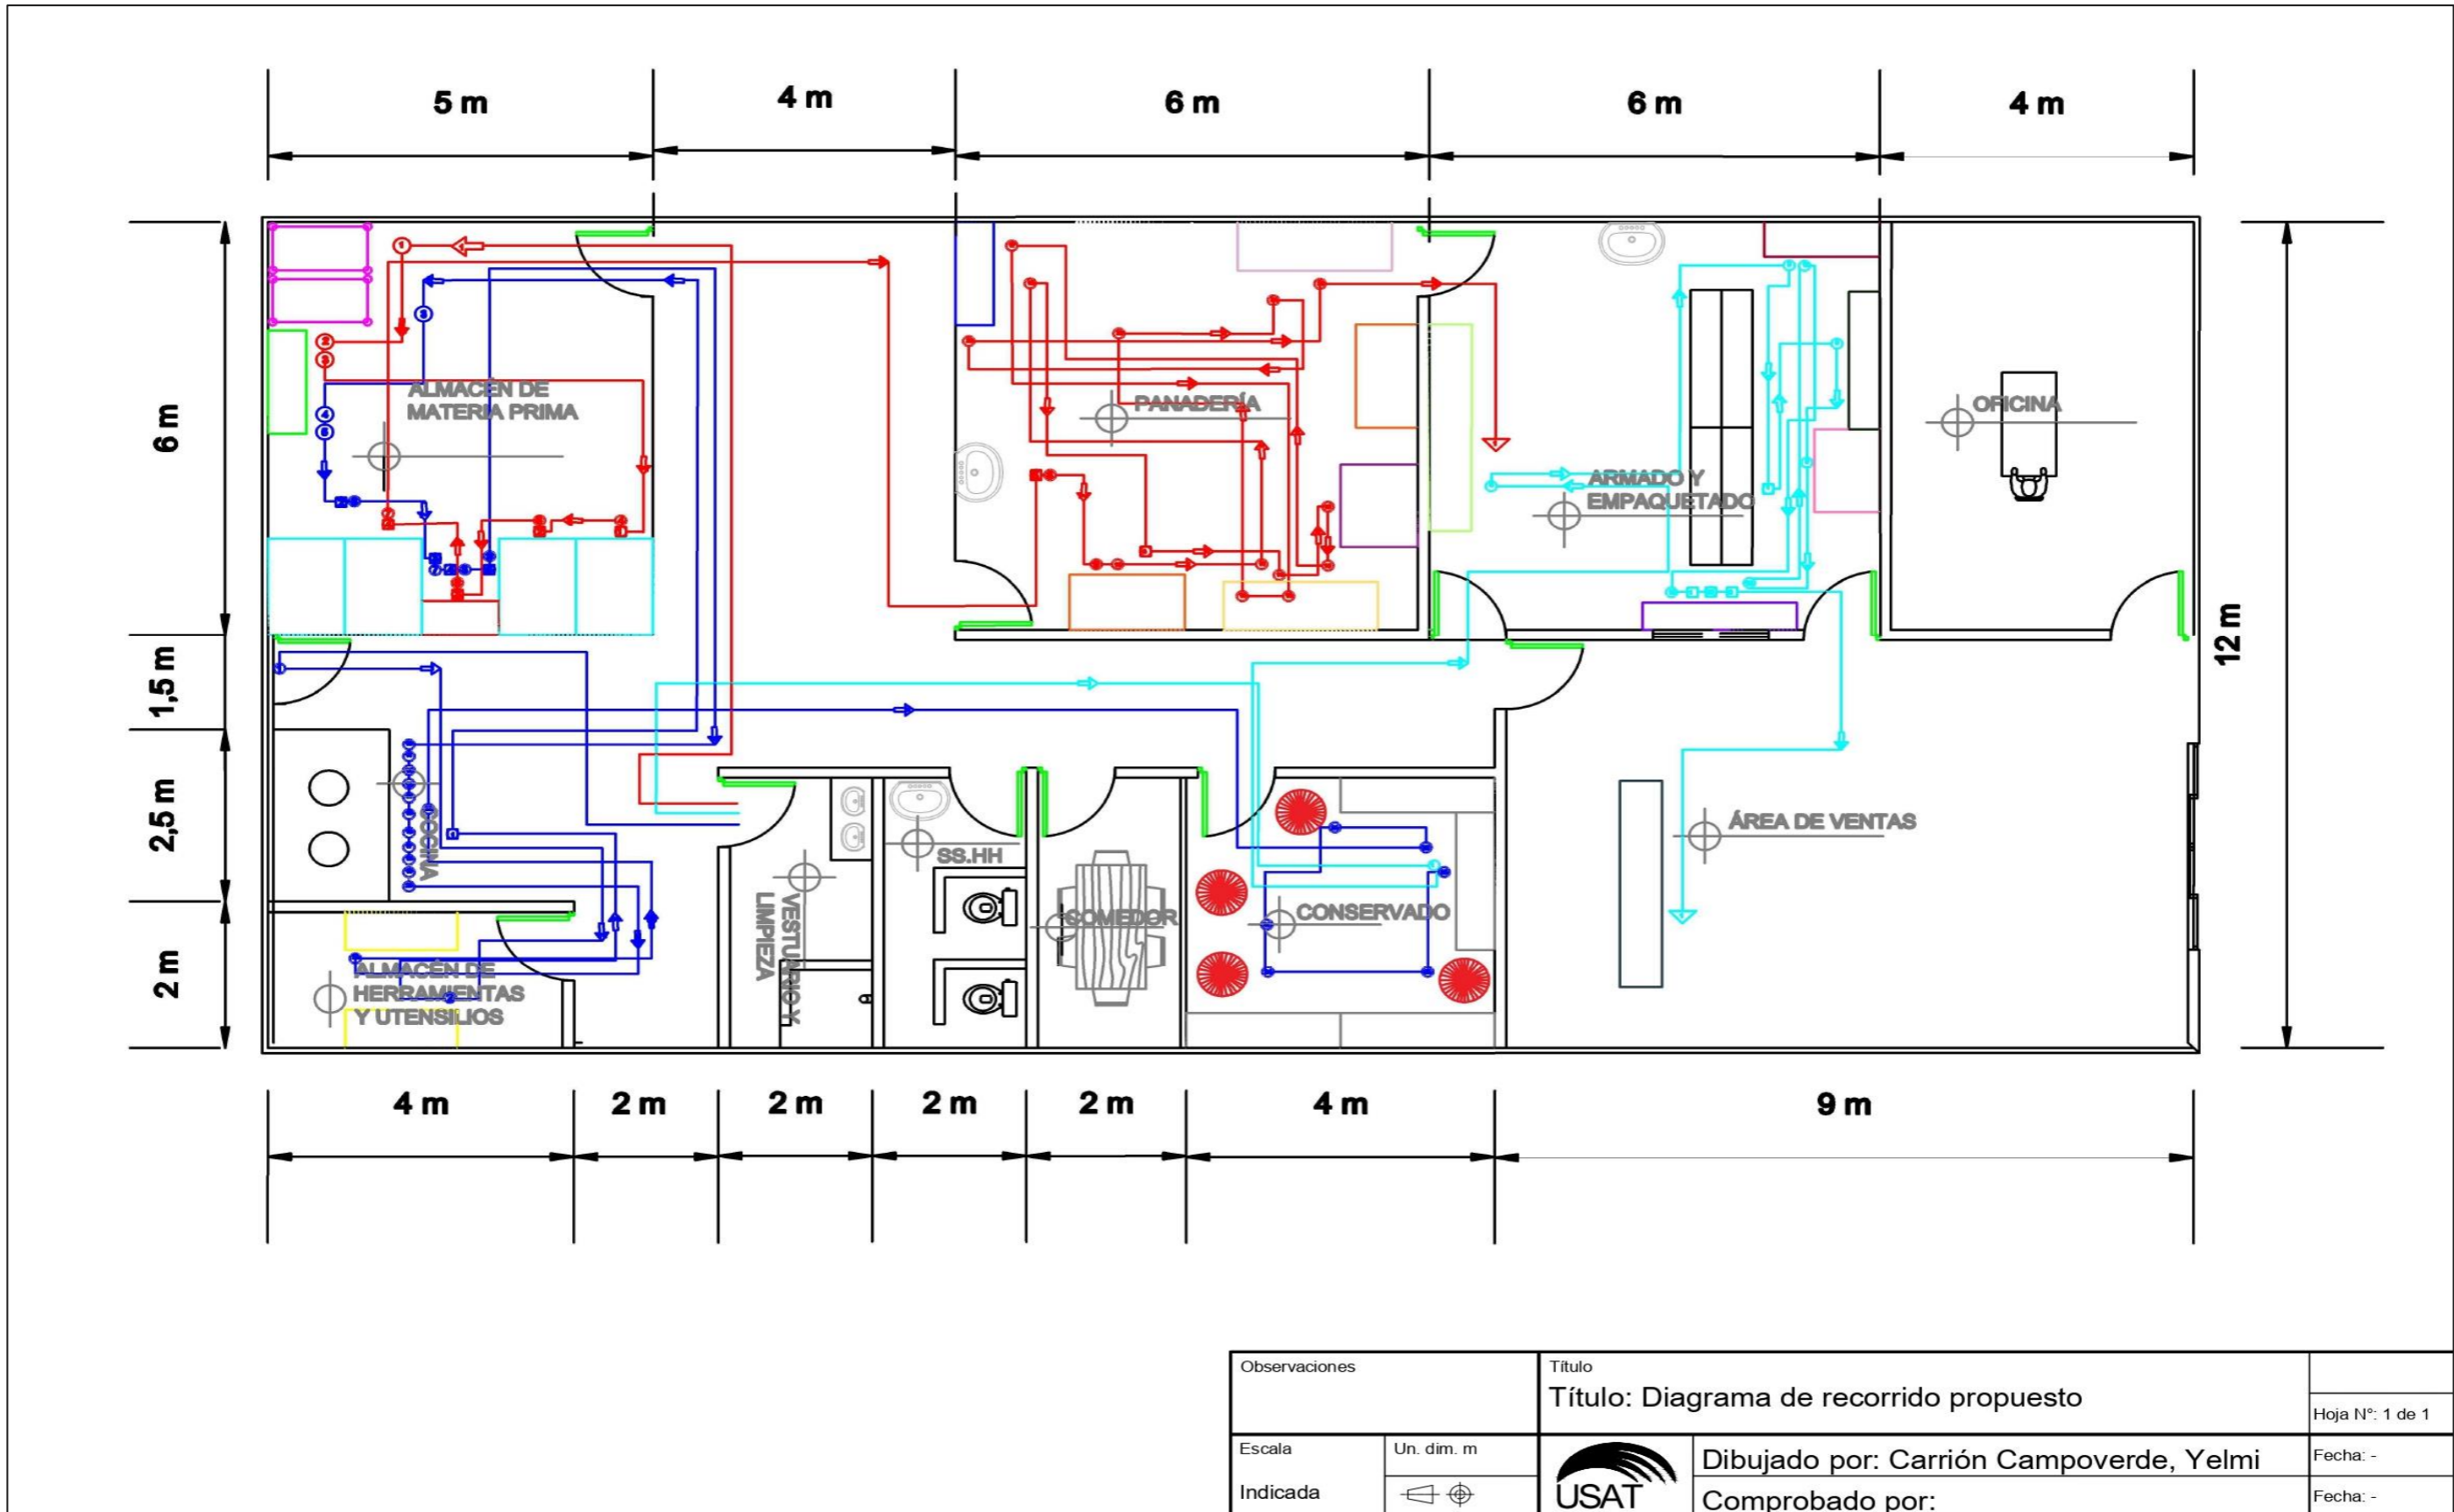 5 m
4 m
6 m
6 m
4 m
6 m
1,5 m
2,5 m
2 m
12 m
ALMACÉN DE
MATERIA PRIMA
PANADERÍA
ARMADO Y
EMPAQUETADO
OFICINA
COCINA
ALMACÉN DE
HERRAMIENTAS
Y UTENSILIOS
VESTUARIO Y
LIMPIEZA
SS.HH
COMEDOR
CONSERVADO
ÁREA DE VENTAS
4 m
2 m
2 m
2 m
2 m
4 m
9 m
Observaciones
Título
Título: Diagrama de recorrido propuesto
Hoja N°: 1 de 1
Escala
Un. dim. m
Indicada
USAT
Dibujado por: Carrión Campoverde, Yelmi
Fecha: -
Comprobado por:
Fecha: -